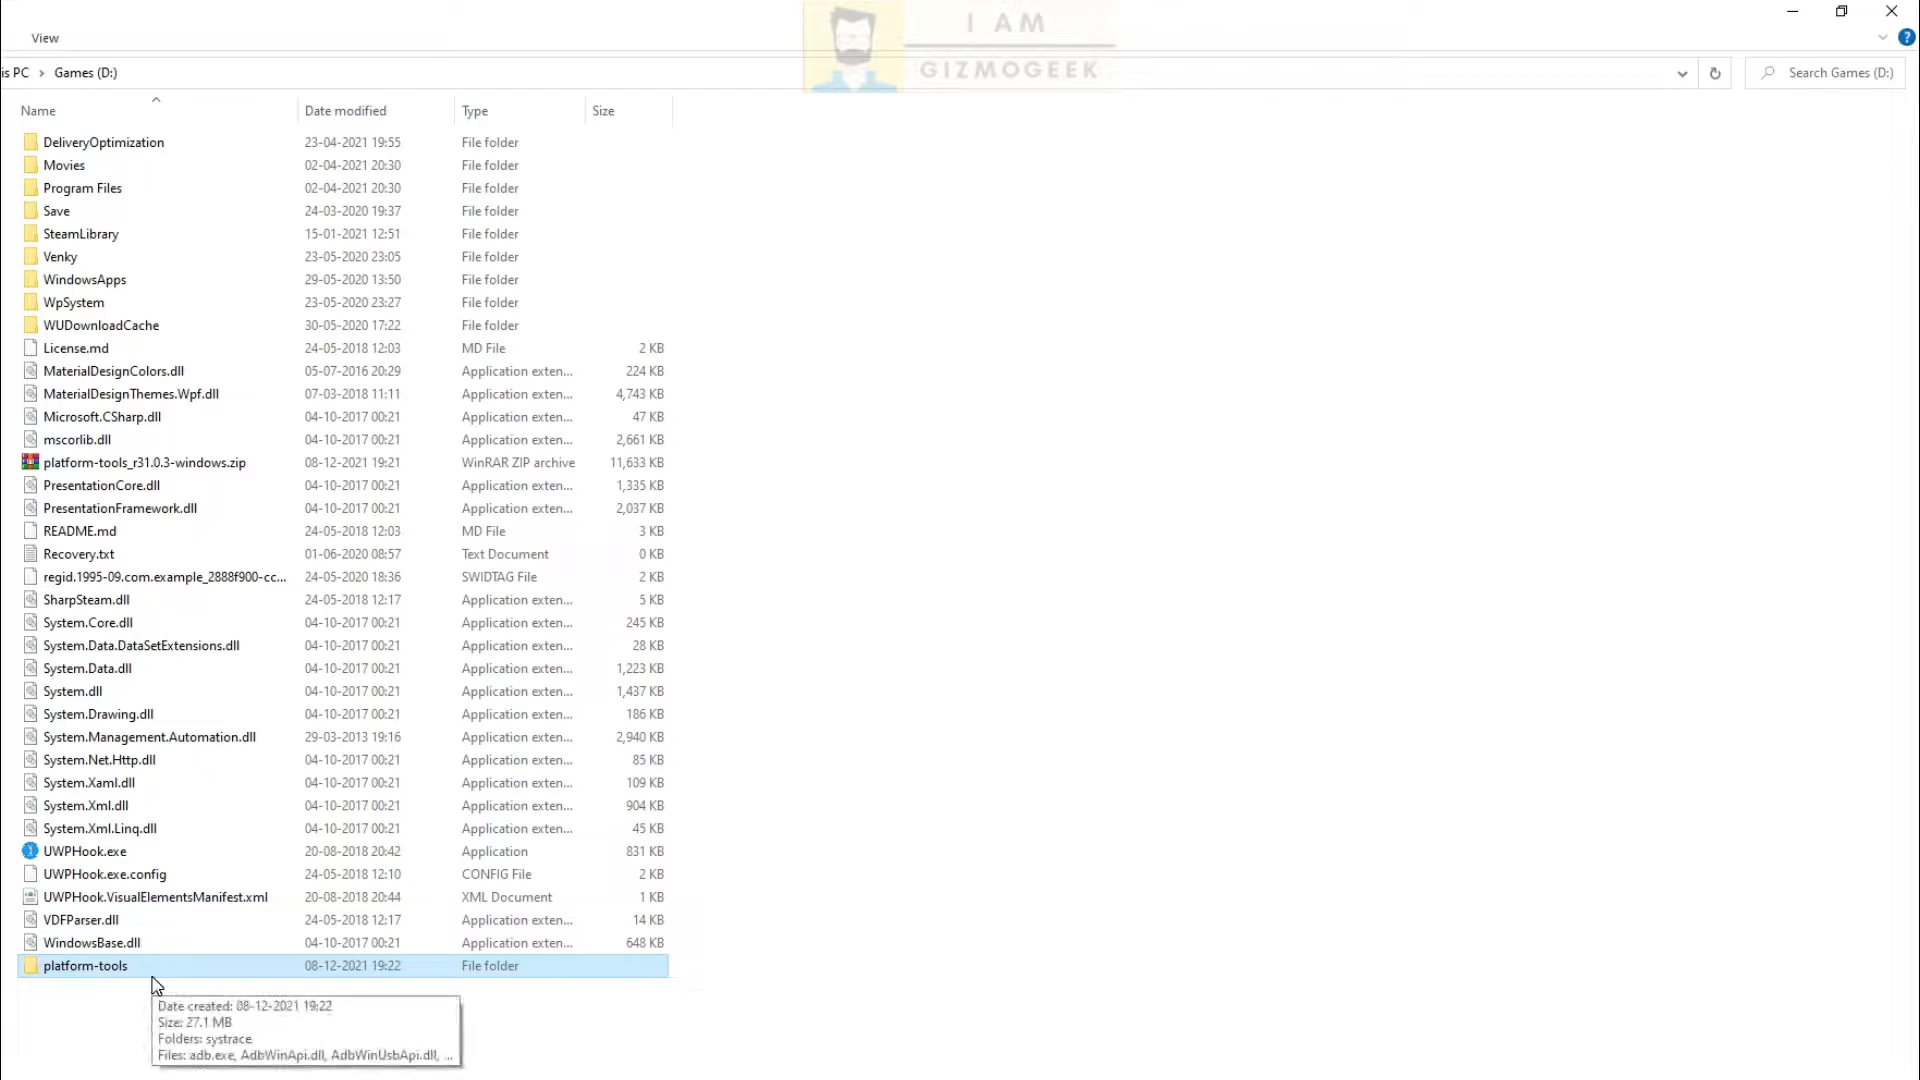 I AM
GIZMOGEEK
View
is PC > Games (D:)
Search Games (D:)
Name Date modified Type Size
DeliveryOptimization 23-04-2021 19:55 File folder
Movies 02-04-2021 20:30 File folder
Program Files 02-04-2021 20:30 File folder
Save 24-03-2020 19:37 File folder
SteamLibrary 15-01-2021 12:51 File folder
Venky 23-05-2020 23:05 File folder
WindowsApps 29-05-2020 13:50 File folder
WpSystem 23-05-2020 23:27 File folder
WUDownloadCache 30-05-2020 17:22 File folder
License.md 24-05-2018 12:03 MD File 2 KB
MaterialDesignColors.dll 05-07-2016 20:29 Application exten... 224 KB
MaterialDesignThemes.Wpf.dll 07-03-2018 11:11 Application exten... 4,743 KB
Microsoft.CSharp.dll 04-10-2017 00:21 Application exten... 47 KB
mscorlib.dll 04-10-2017 00:21 Application exten... 2,661 KB
platform-tools_r31.0.3-windows.zip 08-12-2021 19:21 WinRAR ZIP archive 11,633 KB
PresentationCore.dll 04-10-2017 00:21 Application exten... 1,335 KB
PresentationFramework.dll 04-10-2017 00:21 Application exten... 2,037 KB
README.md 24-05-2018 12:03 MD File 3 KB
Recovery.txt 01-06-2020 08:57 Text Document 0 KB
regid.1995-09.com.example_2888f900-cc... 24-05-2020 18:36 SWIDTAG File 2 KB
SharpSteam.dll 24-05-2018 12:17 Application exten... 5 KB
System.Core.dll 04-10-2017 00:21 Application exten... 245 KB
System.Data.DataSetExtensions.dll 04-10-2017 00:21 Application exten... 28 KB
System.Data.dll 04-10-2017 00:21 Application exten... 1,223 KB
System.dll 04-10-2017 00:21 Application exten... 1,437 KB
System.Drawing.dll 04-10-2017 00:21 Application exten... 186 KB
System.Management.Automation.dll 29-03-2013 19:16 Application exten... 2,940 KB
System.Net.Http.dll 04-10-2017 00:21 Application exten... 85 KB
System.Xaml.dll 04-10-2017 00:21 Application exten... 109 KB
System.Xml.dll 04-10-2017 00:21 Application exten... 904 KB
System.Xml.Linq.dll 04-10-2017 00:21 Application exten... 45 KB
UWPHook.exe 20-08-2018 20:42 Application 831 KB
UWPHook.exe.config 24-05-2018 12:10 CONFIG File 2 KB
UWPHook.VisualElementsManifest.xml 20-08-2018 20:44 XML Document 1 KB
VDFParser.dll 24-05-2018 12:17 Application exten... 14 KB
WindowsBase.dll 04-10-2017 00:21 Application exten... 648 KB
platform-tools 08-12-2021 19:22 File folder
Date created: 08-12-2021 19:22
Size: 27.1 MB
Folders: systrace
Files: adb.exe, AdbWinApi.dll, AdbWinUsbApi.dll, ...